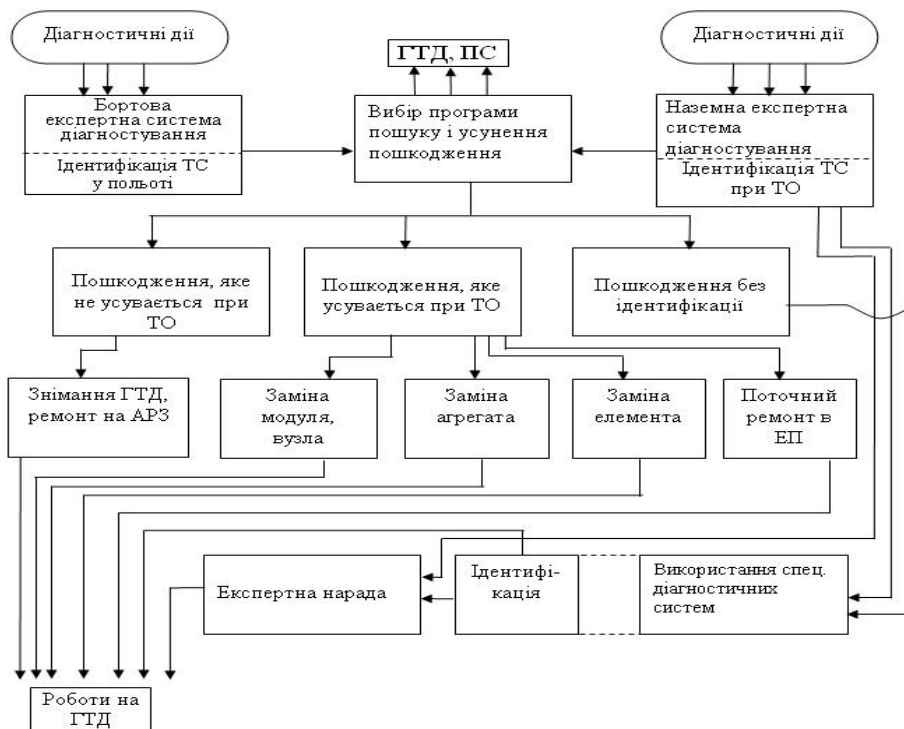 Діагностичні дії
ГТД, ПС
Діагностичні дії
Бортова
експертна система
діагностування
Ідентифікація ТС
у польоті
Вибір програми
пошуку і усунення
пошкодження
Наземна експертна
система
діагностування
Ідентифікація ТС
при ТО
Пошкодження, яке
не усувається при
ТО
Пошкодження, яке
усувається при ТО
Пошкодження без
ідентифікації
Знімання ГТД,
ремонт на АРЗ
Заміна
модуля,
вузла
Заміна
агрегата
Заміна
елемента
Поточний
ремонт в
ЕП
Експертна нарада
Ідентифі-
кація
Використання спец.
діагностичних
систем
Роботи на
ГТД